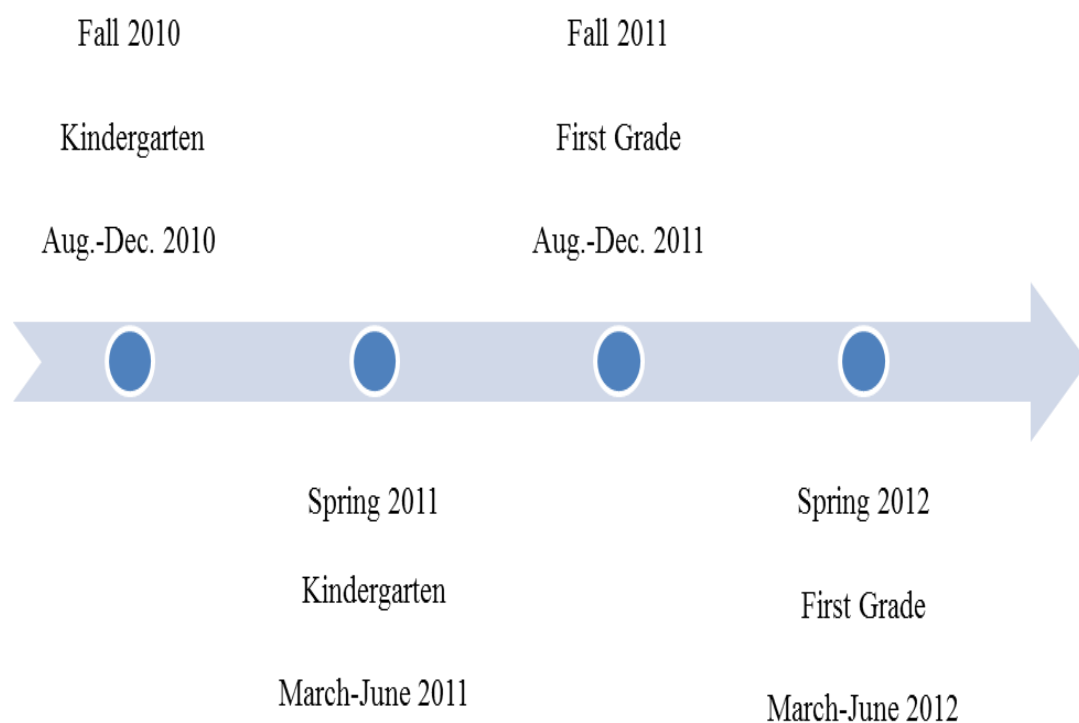 Fall 2010
Kindergarten
Aug.-Dec. 2010
Fall 2011
First Grade
Aug.-Dec. 2011
Spring 2011
Kindergarten
March-June 2011
Spring 2012
First Grade
March-June 2012